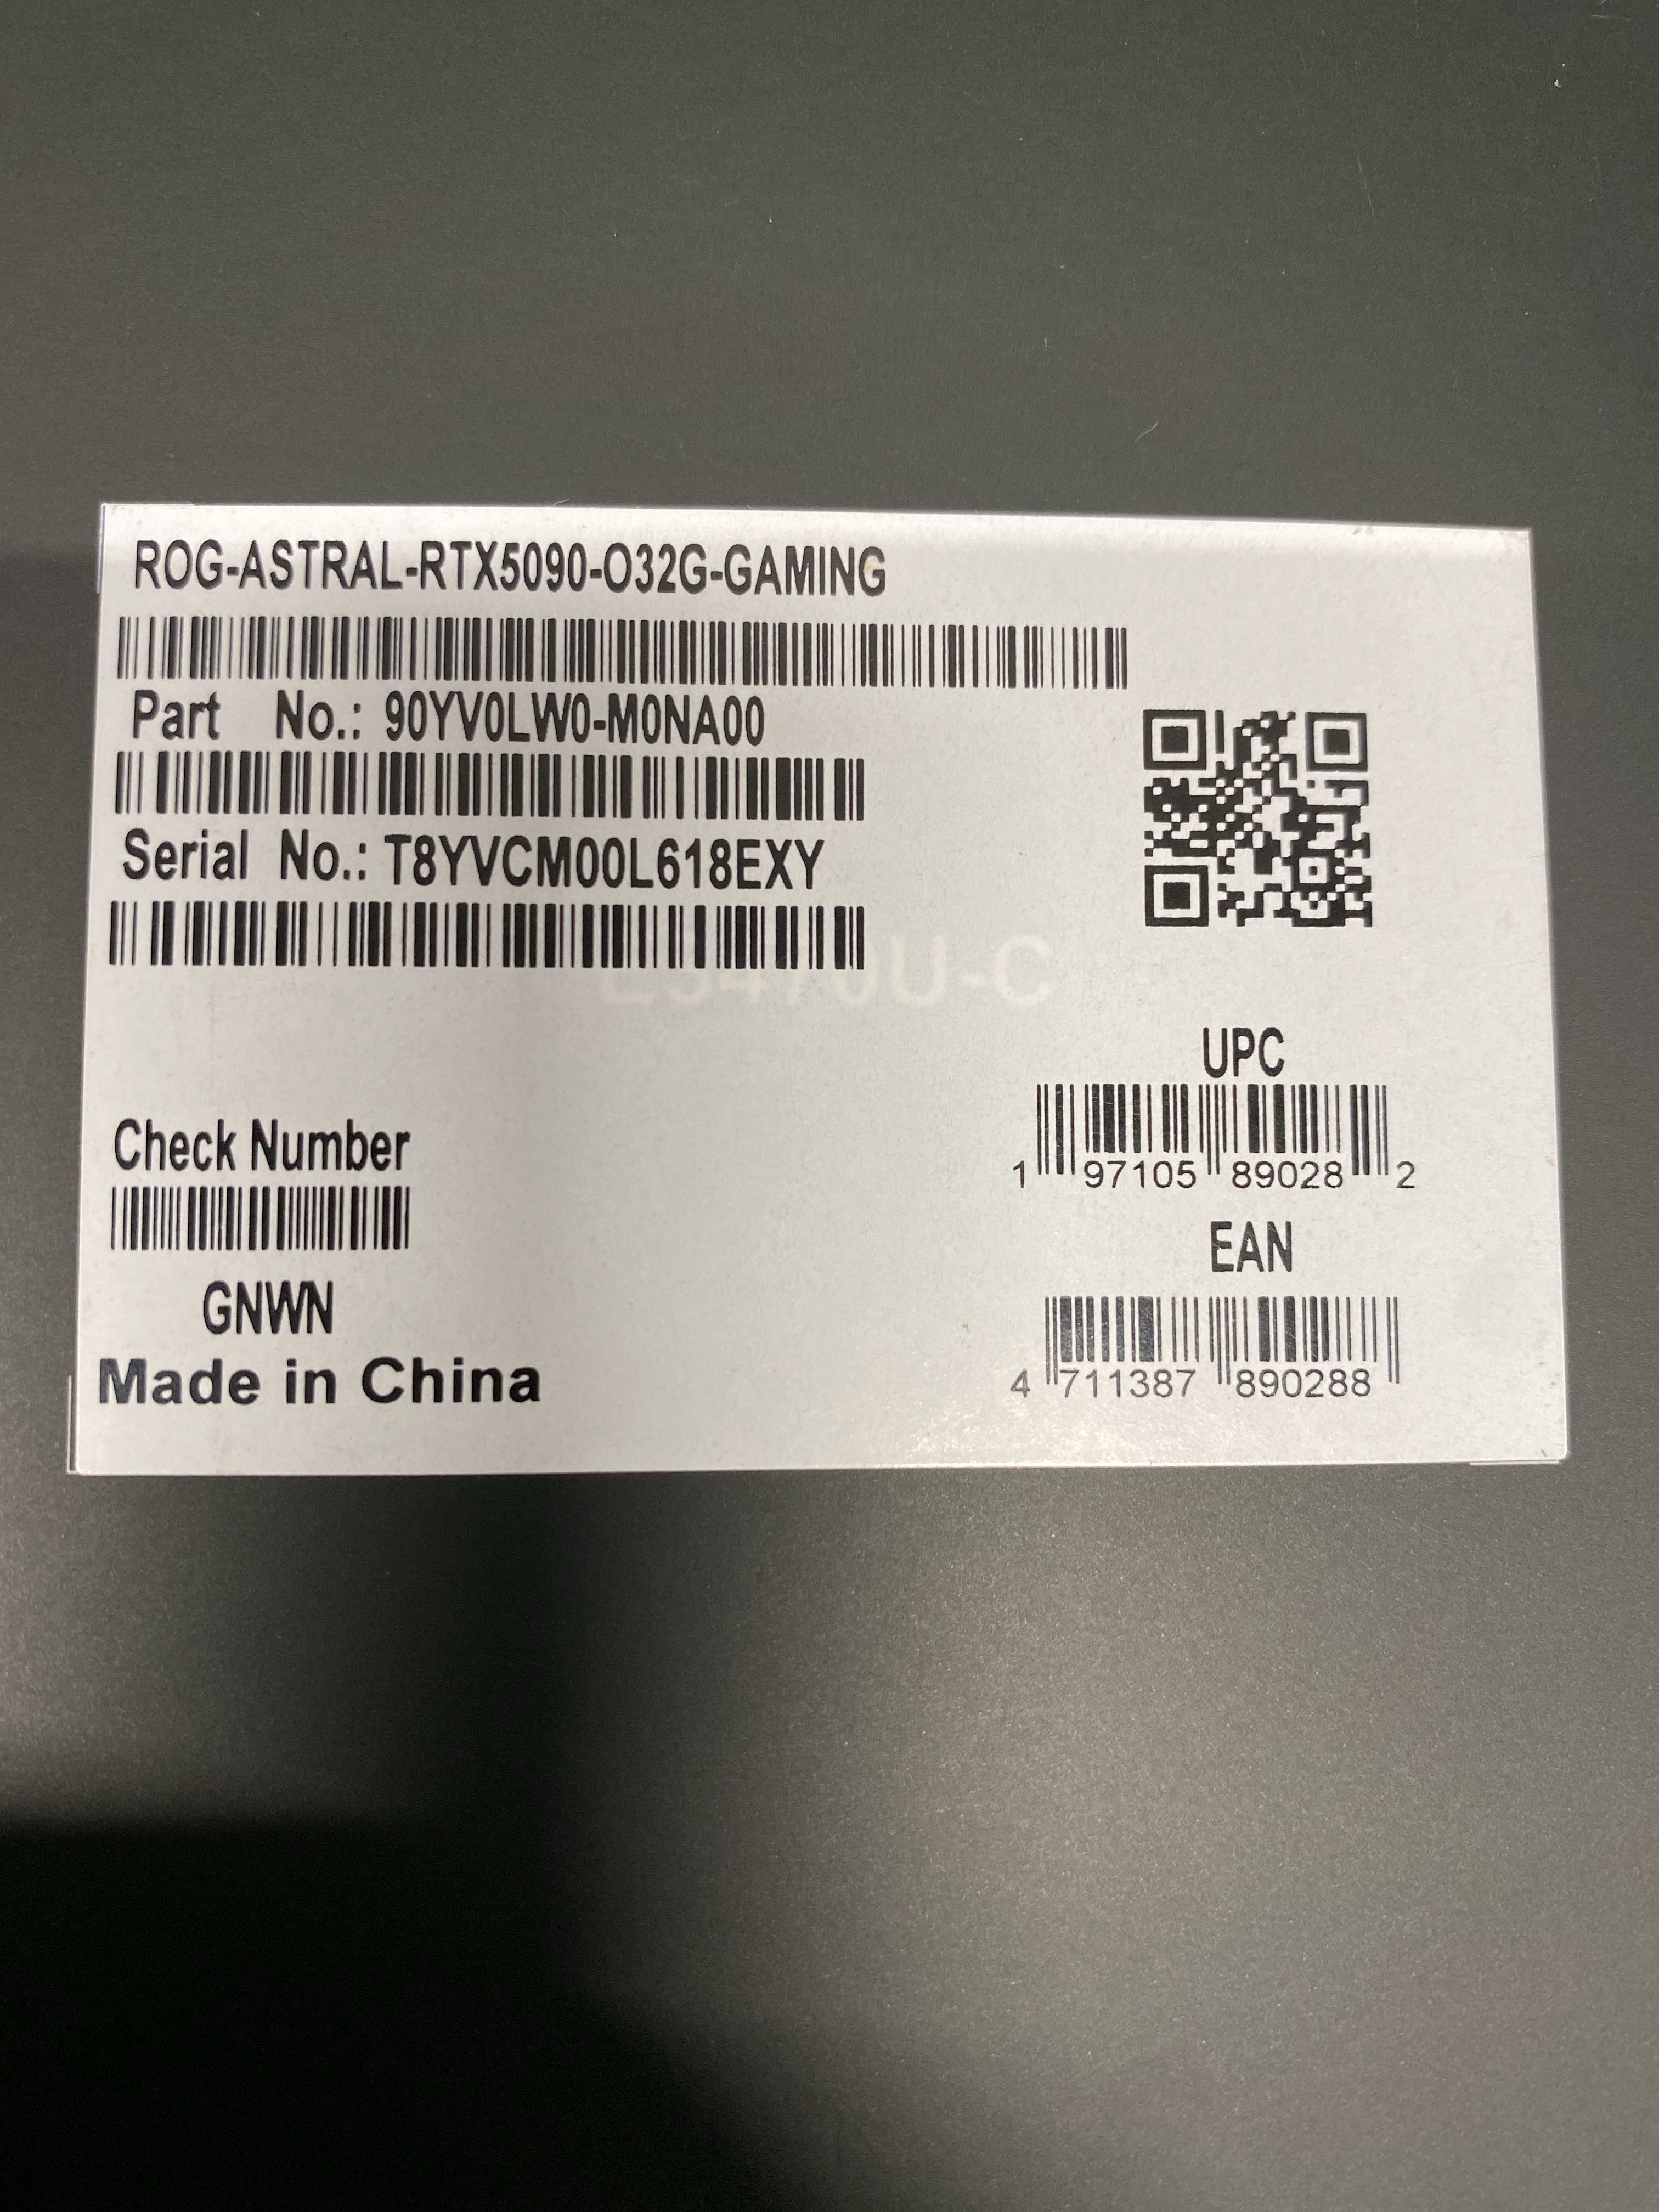 ROG-ASTRAL-RTX5090-O32G-GAMING
Part No.: 90YV0LW0-M0NA00
Serial No.: T8YVCM00L618EXY
UPC
1 97105 89028 2
Check Number
EAN
GNWN
4 711387 890288
Made in China